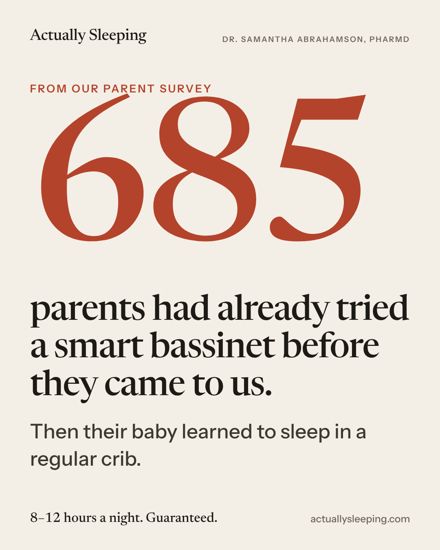 Actually Sleeping
DR. SAMANTHA ABRAHAMSON, PHARMD
FROM OUR PARENT SURVEY
685
parents had already tried
a smart bassinet before
they came to us.
Then their baby learned to sleep in a
regular crib.
8–12 hours a night. Guaranteed.
actuallysleeping.com